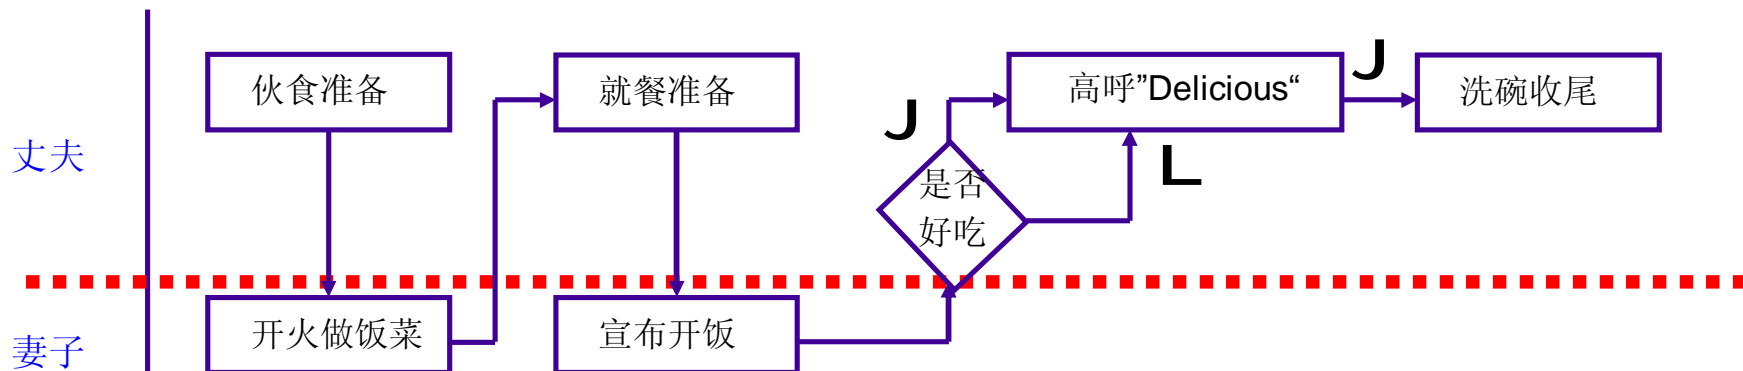 丈夫
伙食准备
就餐准备
高呼”Delicious“
J
洗碗收尾
J
L
是否
好吃
妻子
开火做饭菜
宣布开饭